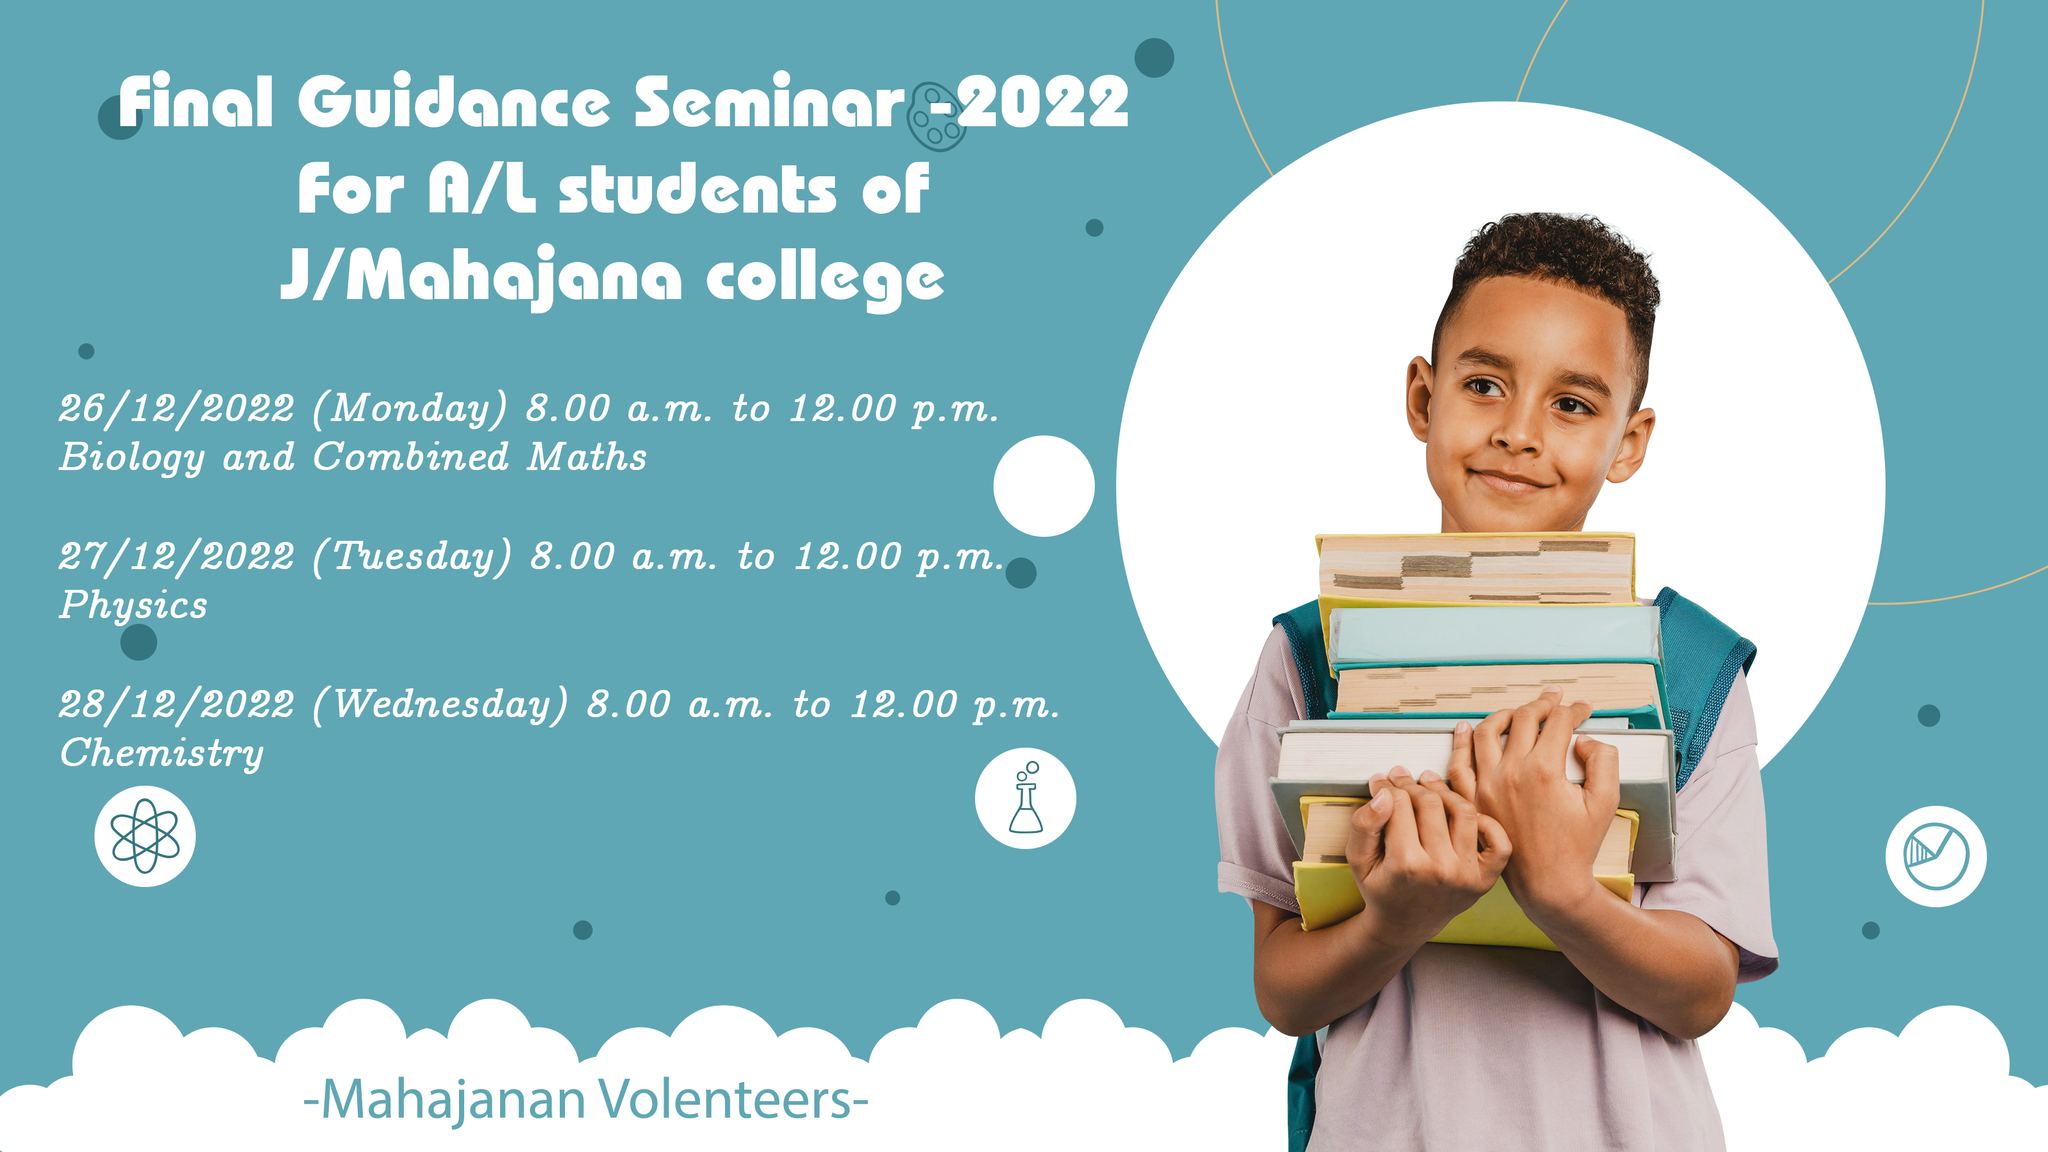 Final Guidance Seminar -2022
For A/L students of
J/Mahajana college
26/12/2022 (Monday) 8.00 a.m. to 12.00 p.m.
Biology and Combined Maths
27/12/2022 (Tuesday) 8.00 a.m. to 12.00 p.m.
Physics
28/12/2022 (Wednesday) 8.00 a.m. to 12.00 p.m.
Chemistry
-Mahajanan Volenteers-